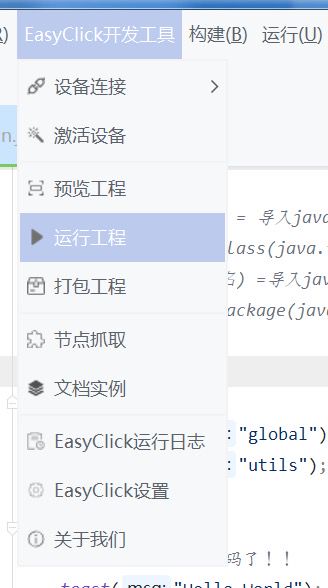 ) EasyClick开发工具 构建(B) 运行(U)
设备连接
激活设备
n.
预览工程
= 导入java
运行工程
lass(java.
名) =导入jav
打包工程
ackage(jav
节点抓取
文档实例
:"global")
EasyClick运行日志
:"utils");
EasyClick设置
关于我们
吗了！！
toast( msg: "Hello World");